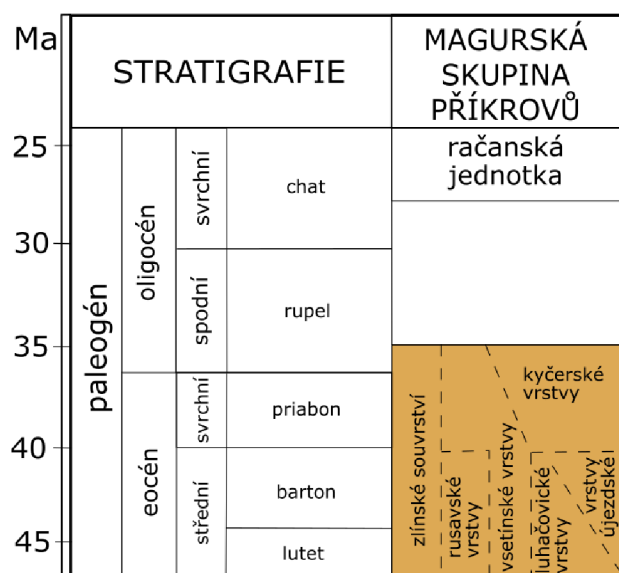 Ma
STRATIGRAFIE
MAGURSKÁ
SKUPINA
PŘÍKROVŮ
25
30
35
40
45
paleogén
oligocén
eocén
svrchní
spodní
svrchní
střední
chat
rupel
priabon
barton
lutet
račanská
jednotka
zlínské souvrství
rusavské
vrstvy
vsetínské vrstvy
kyčerské
vrstvy
luhačovické
vrstvy
vrstvy
újezdské